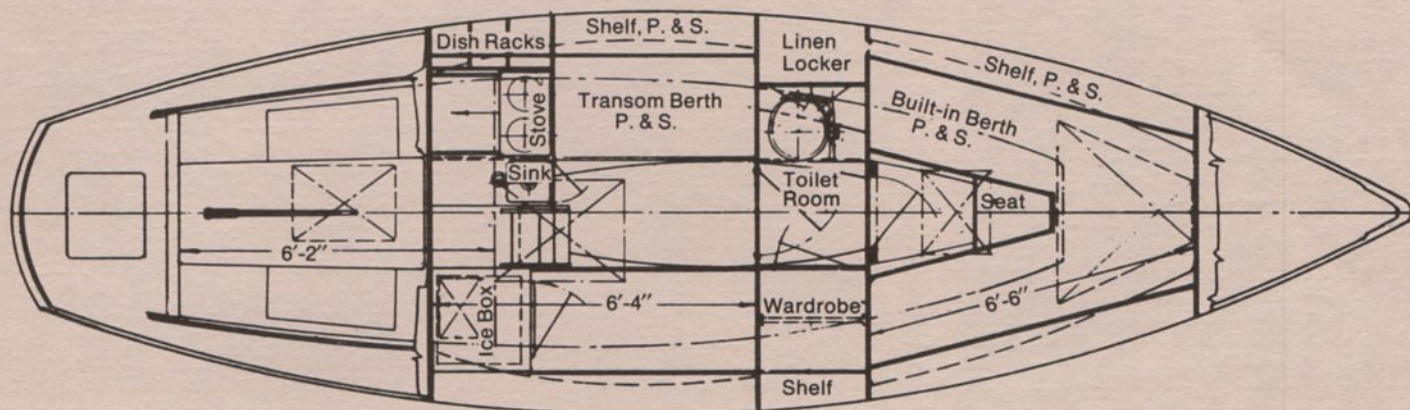 Dish Racks
Shelf, P. & S.
Linen
Locker
Shelf, P. & S.
Stove
Transom Berth
P. & S.
Built-in Berth
P. & S.
Sink
Toilet
Room
Seat
6'-2"
6'-4"
Ice Box
Wardrobe
6'-6"
Shelf